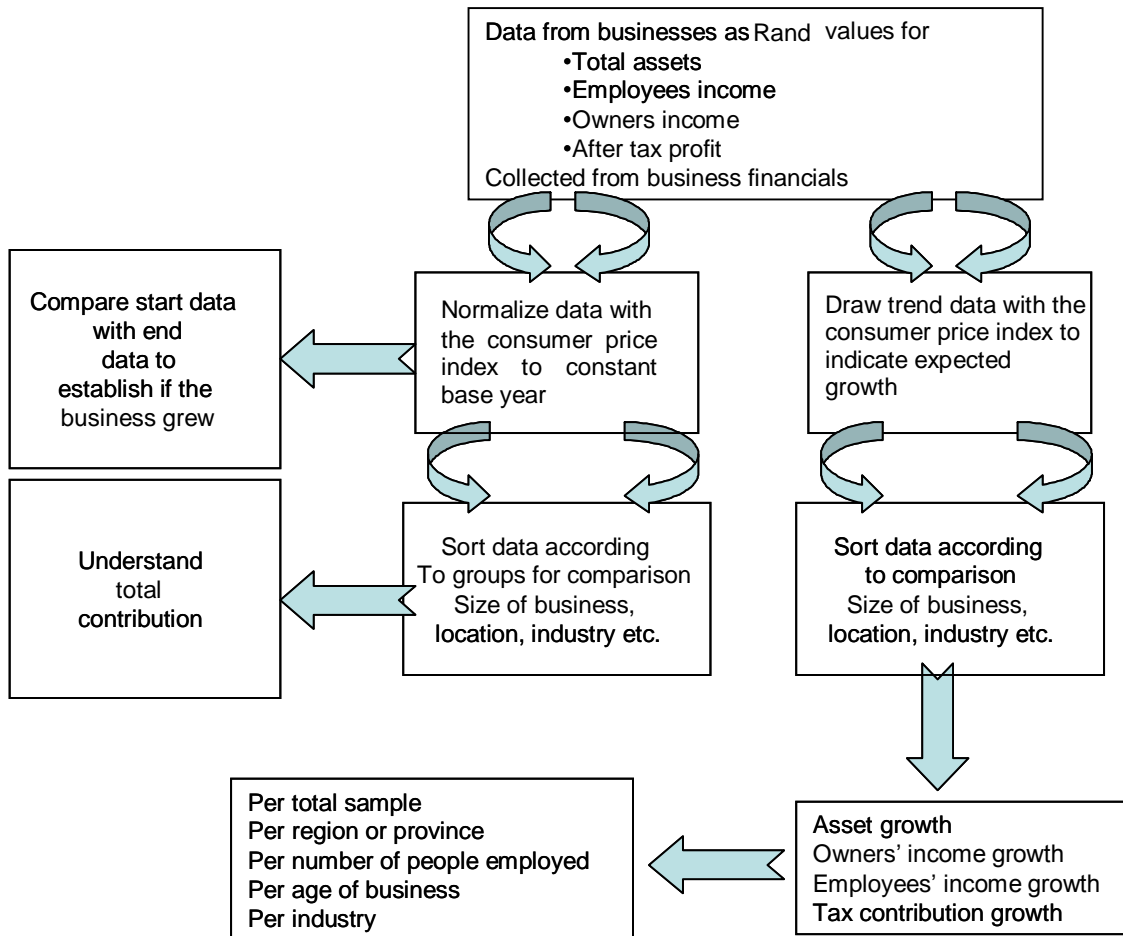 Data from businesses as Rand values for
•Total assets
•Employees income
•Owners income
•After tax profit
Collected from business financials
Compare start data
with end
data to
establish if the
business grew
Normalize data with
the consumer price
index to constant
base year
Draw trend data with the
consumer price index to
indicate expected
growth
Understand
total
contribution
Sort data according
To groups for comparison
Size of business,
location, industry etc.
Sort data according
to comparison
Size of business,
location, industry etc.
Per total sample
Per region or province
Per number of people employed
Per age of business
Per industry
Asset growth
Owners’ income growth
Employees’ income growth
Tax contribution growth